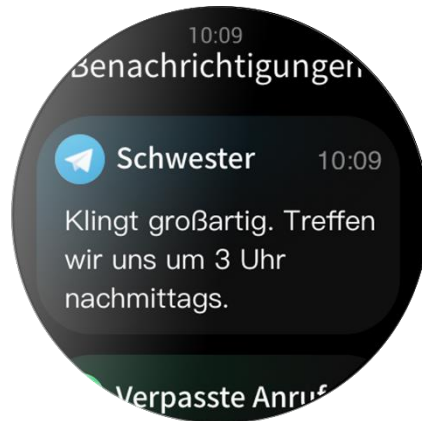 10:09
Benachrichtigungen
Schwester 10:09
Klingt großartig. Treffen
wir uns um 3 Uhr
nachmittags.
Verpasste Anruf